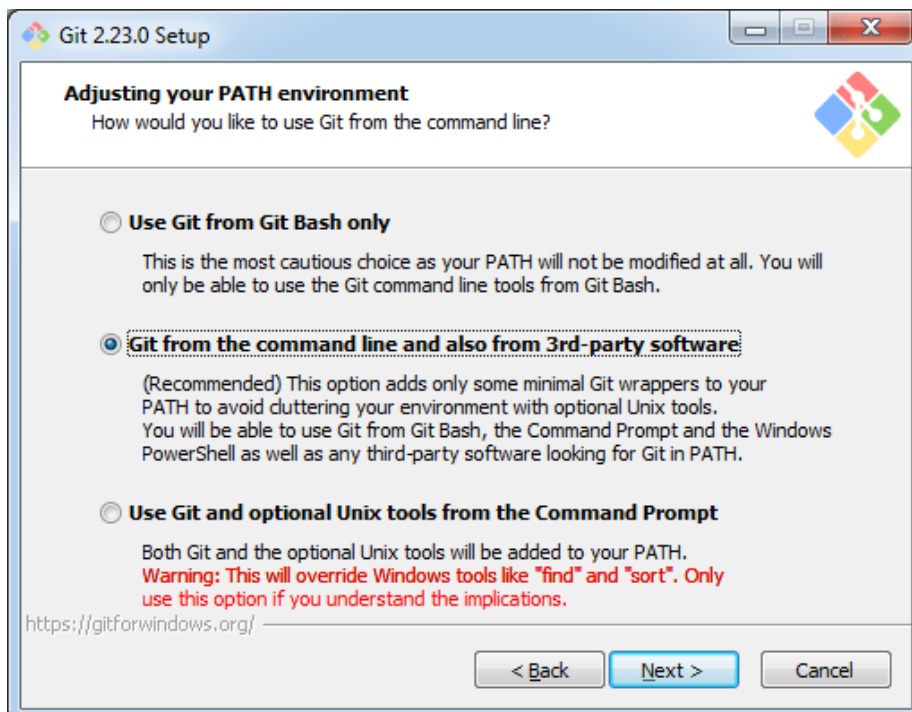 Git 2.23.0 Setup
Adjusting your PATH environment
How would you like to use Git from the command line?
Use Git from Git Bash only
This is the most cautious choice as your PATH will not be modified at all. You will
only be able to use the Git command line tools from Git Bash.
Git from the command line and also from 3rd-party software
(Recommended) This option adds only some minimal Git wrappers to your
PATH to avoid cluttering your environment with optional Unix tools.
You will be able to use Git from Git Bash, the Command Prompt and the Windows
PowerShell as well as any third-party software looking for Git in PATH.
Use Git and optional Unix tools from the Command Prompt
Both Git and the optional Unix tools will be added to your PATH.
Warning: This will override Windows tools like "find" and "sort". Only
use this option if you understand the implications.
https://gitforwindows.org/
< Back
Next >
Cancel